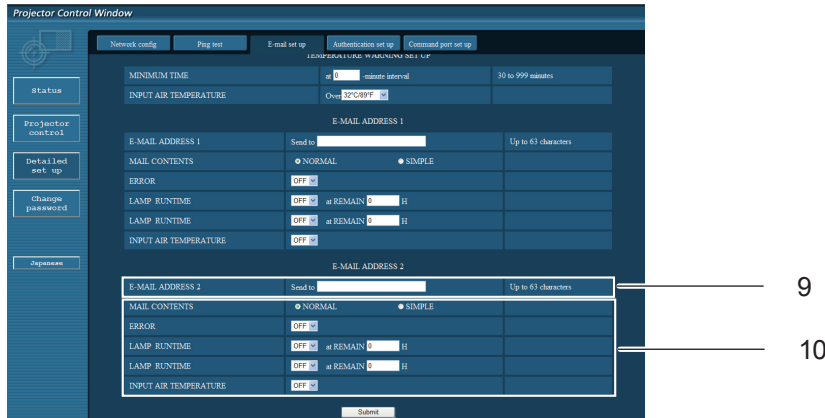 Projector Control Window
Network config Ping test E-mail set up Authentication set up Command port set up
TEMPERATURE WARNING SET UP
MINIMUM TIME at 0 -minute interval 30 to 999 minutes
INPUT AIR TEMPERATURE Over 32°C/89°F
E-MAIL ADDRESS 1
E-MAIL ADDRESS 1 Send to Up to 63 characters
MAIL CONTENTS NORMAL SIMPLE
ERROR OFF
LAMP RUNTIME OFF at REMAIN 0 H
LAMP RUNTIME OFF at REMAIN 0 H
INPUT AIR TEMPERATURE OFF
E-MAIL ADDRESS 2
E-MAIL ADDRESS 2 Send to Up to 63 characters
MAIL CONTENTS NORMAL SIMPLE
ERROR OFF
LAMP RUNTIME OFF at REMAIN 0 H
LAMP RUNTIME OFF at REMAIN 0 H
INPUT AIR TEMPERATURE OFF
Submit
Status
Projector
control
Detailed
set up
Change
password
Japanese
9
10